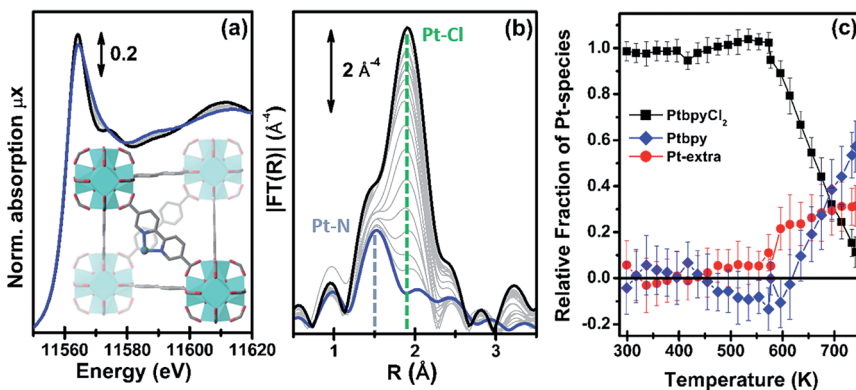 (a)
0.2
Norm. absorption μx
11560 11580 11600 11620
Energy (eV)
(b)
Pt-Cl
2 Å⁻⁴
Pt-N
|FT(R)| (Å⁻⁴)
1 2 3
R (Å)
(c)
Relative Fraction of Pt-species
1.0
0.8
0.6
0.4
0.2
0.0
-0.2
PtbpyCl₂
Ptbpy
Pt-extra
300 400 500 600 700
Temperature (K)